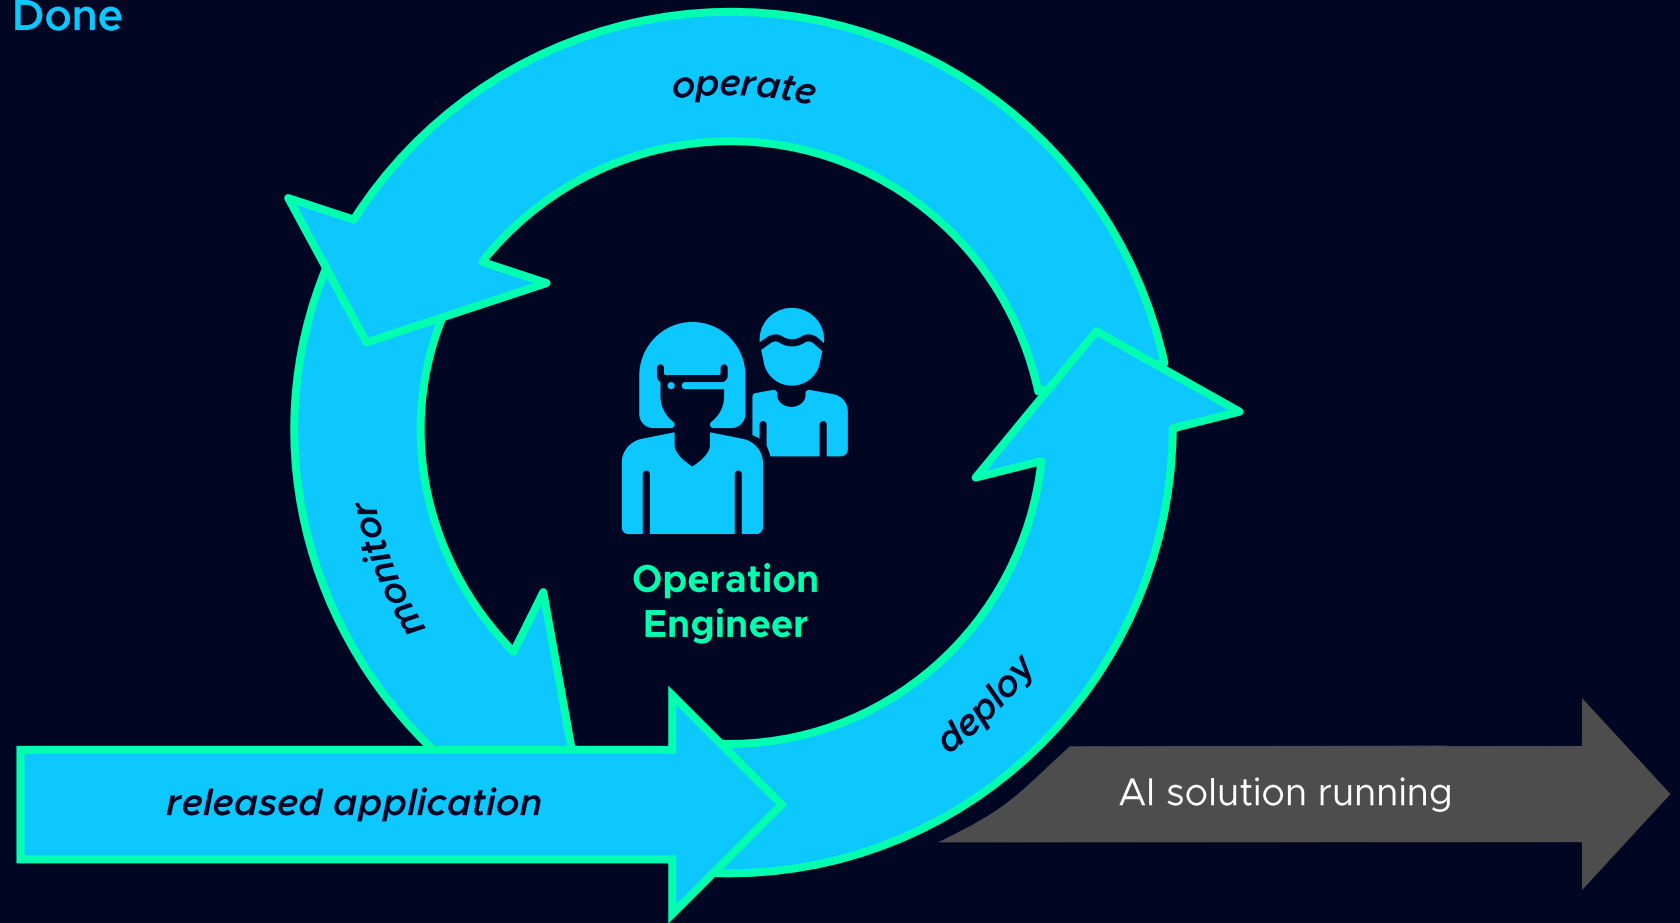 Done
operate
monitor
Operation
Engineer
deploy
released application
AI solution running